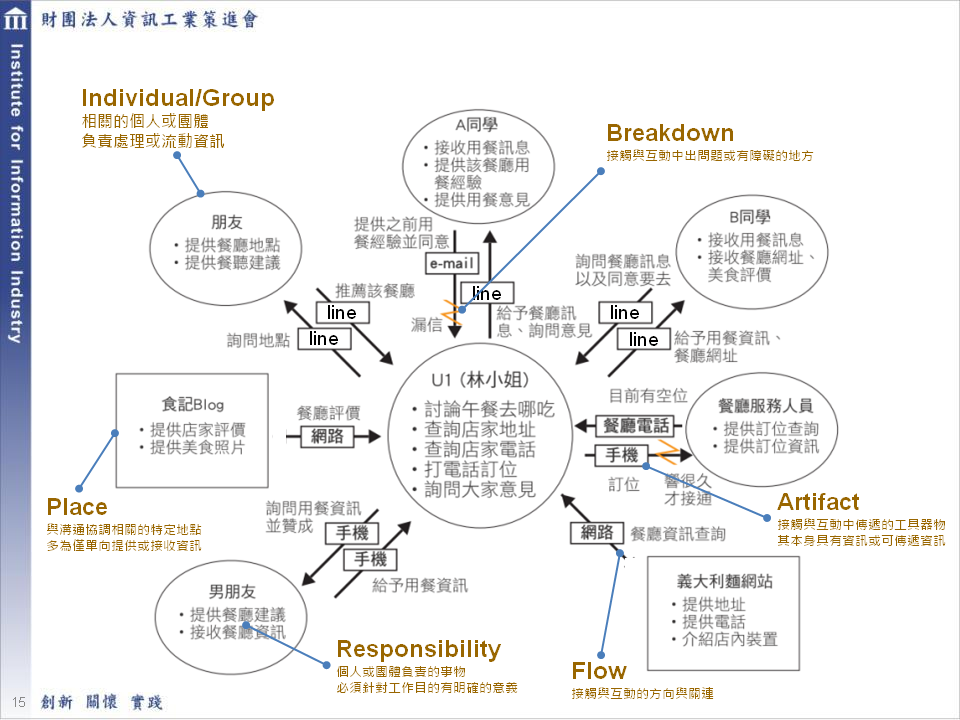 財團法人資訊工業策進會
Institute for Information Industry
Individual/Group
相關的個人或團體
負責處理或流動資訊
A同學
・接收用餐訊息
・提供該餐廳用
餐經驗
・提供用餐意見
Breakdown
接觸與互動中出問題或有障礙的地方
朋友
・提供餐廳地點
・提供餐聽建議
B同學
・接收用餐訊息
・接收餐廳網址、
美食評價
提供之前用
餐經驗並同意
e-mail
line
漏信
給予餐廳訊
息、詢問意見
推薦該餐廳
line
line
詢問地點
詢問餐廳訊息
以及同意要去
line
line
給予用餐資訊、
餐廳網址
U1（林小姐）
・討論午餐去哪吃
・查詢店家地址
・查詢店家電話
・打電話訂位
・詢問大家意見
食記Blog
・提供店家評價
・提供美食照片
餐廳評價
網路
目前有空位
餐廳電話
手機
訂位
響很久
才接通
餐廳服務人員
・提供訂位查詢
・提供訂位資訊
Place
與溝通協調相關的特定地點
多為僅單向提供或接收資訊
Artifact
接觸與互動中傳遞的工具器物
其本身具有資訊或可傳遞資訊
詢問用餐資訊
並贊成
手機
手機
給予用餐資訊
網路
餐廳資訊查詢
男朋友
・提供餐廳建議
・接收餐廳資訊
義大利麵網站
・提供地址
・提供電話
・介紹店內裝置
Responsibility
個人或團體負責的事物
必須針對工作目的有明確的意義
Flow
接觸與互動的方向與關連
15
創新 關懷 實踐